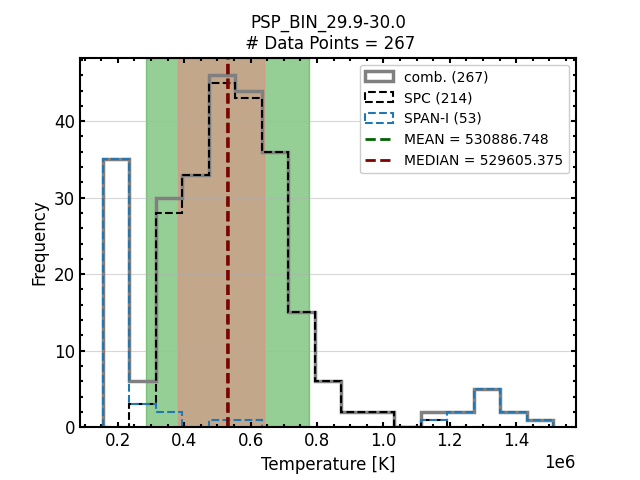 PSP_BIN_29.9-30.0
# Data Points = 267
comb. (267)
SPC (214)
SPAN-I (53)
MEAN = 530886.748
MEDIAN = 529605.375
Frequency
40
30
20
10
0
0.2 0.4 0.6 0.8 1.0 1.2 1.4
Temperature [K]
1e6